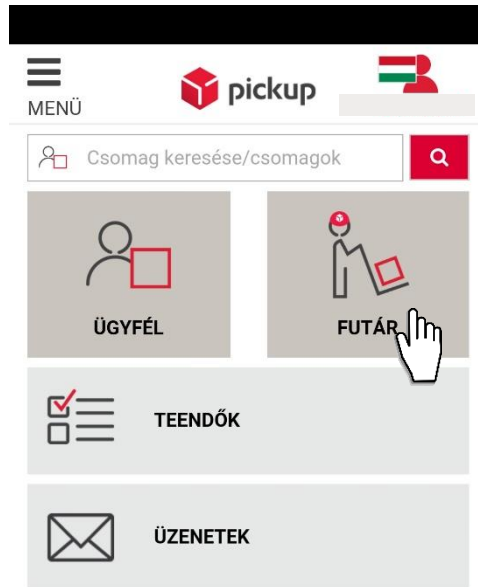 MENÜ
pickup
Csomag keresése/csomagok
ÜGYFÉL
FUTÁR
TEENDŐK
ÜZENETEK